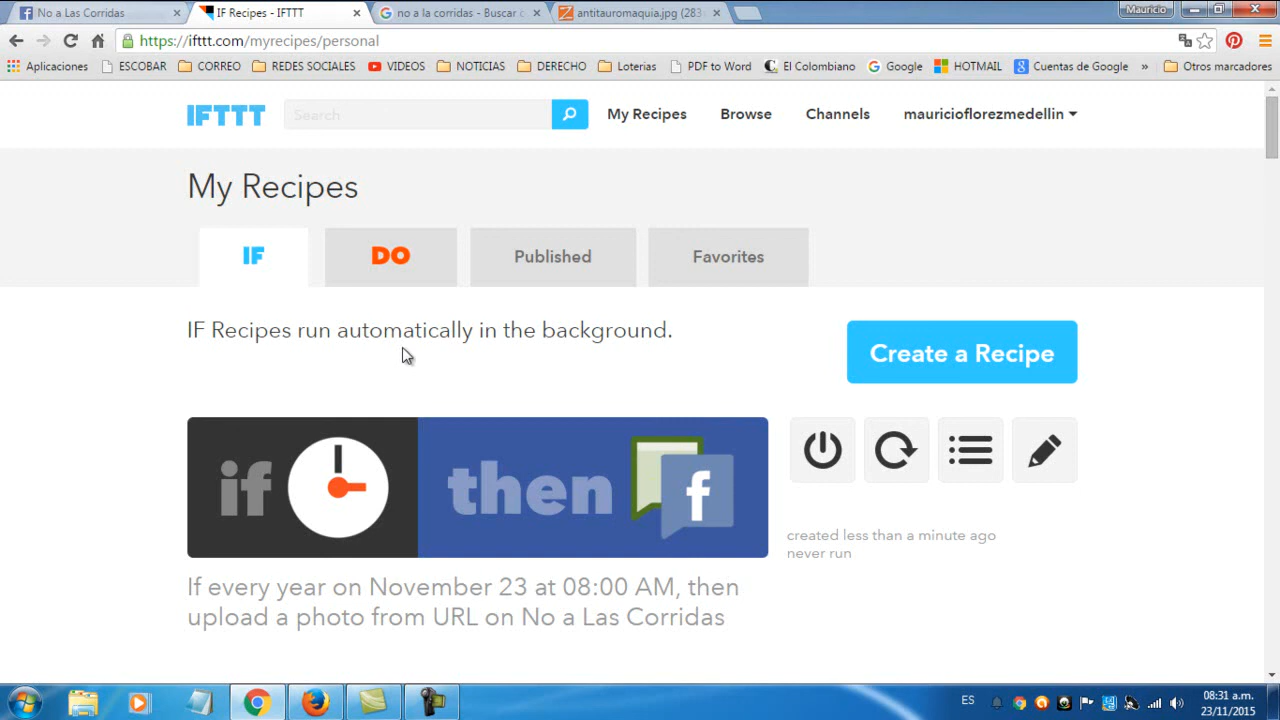 No a Las Corridas
IF Recipes - IFTTT
no a la corridas - Buscar c
antitauromaquia.jpg (283
Mauricio
https://ifttt.com/myrecipes/personal
Aplicaciones
ESCOBAR
CORREO
REDES SOCIALES
VIDEOS
NOTICIAS
DERECHO
Loterias
PDF to Word
El Colombiano
Google
HOTMAIL
Cuentas de Google
»
Otros marcadores
IFTTT
Search
My Recipes
Browse
Channels
mauricioflorezmedellin
My Recipes
IF
DO
Published
Favorites
IF Recipes run automatically in the background.
Create a Recipe
if
then
created less than a minute ago
never run
If every year on November 23 at 08:00 AM, then
upload a photo from URL on No a Las Corridas
ES
08:31 a.m.
23/11/2015